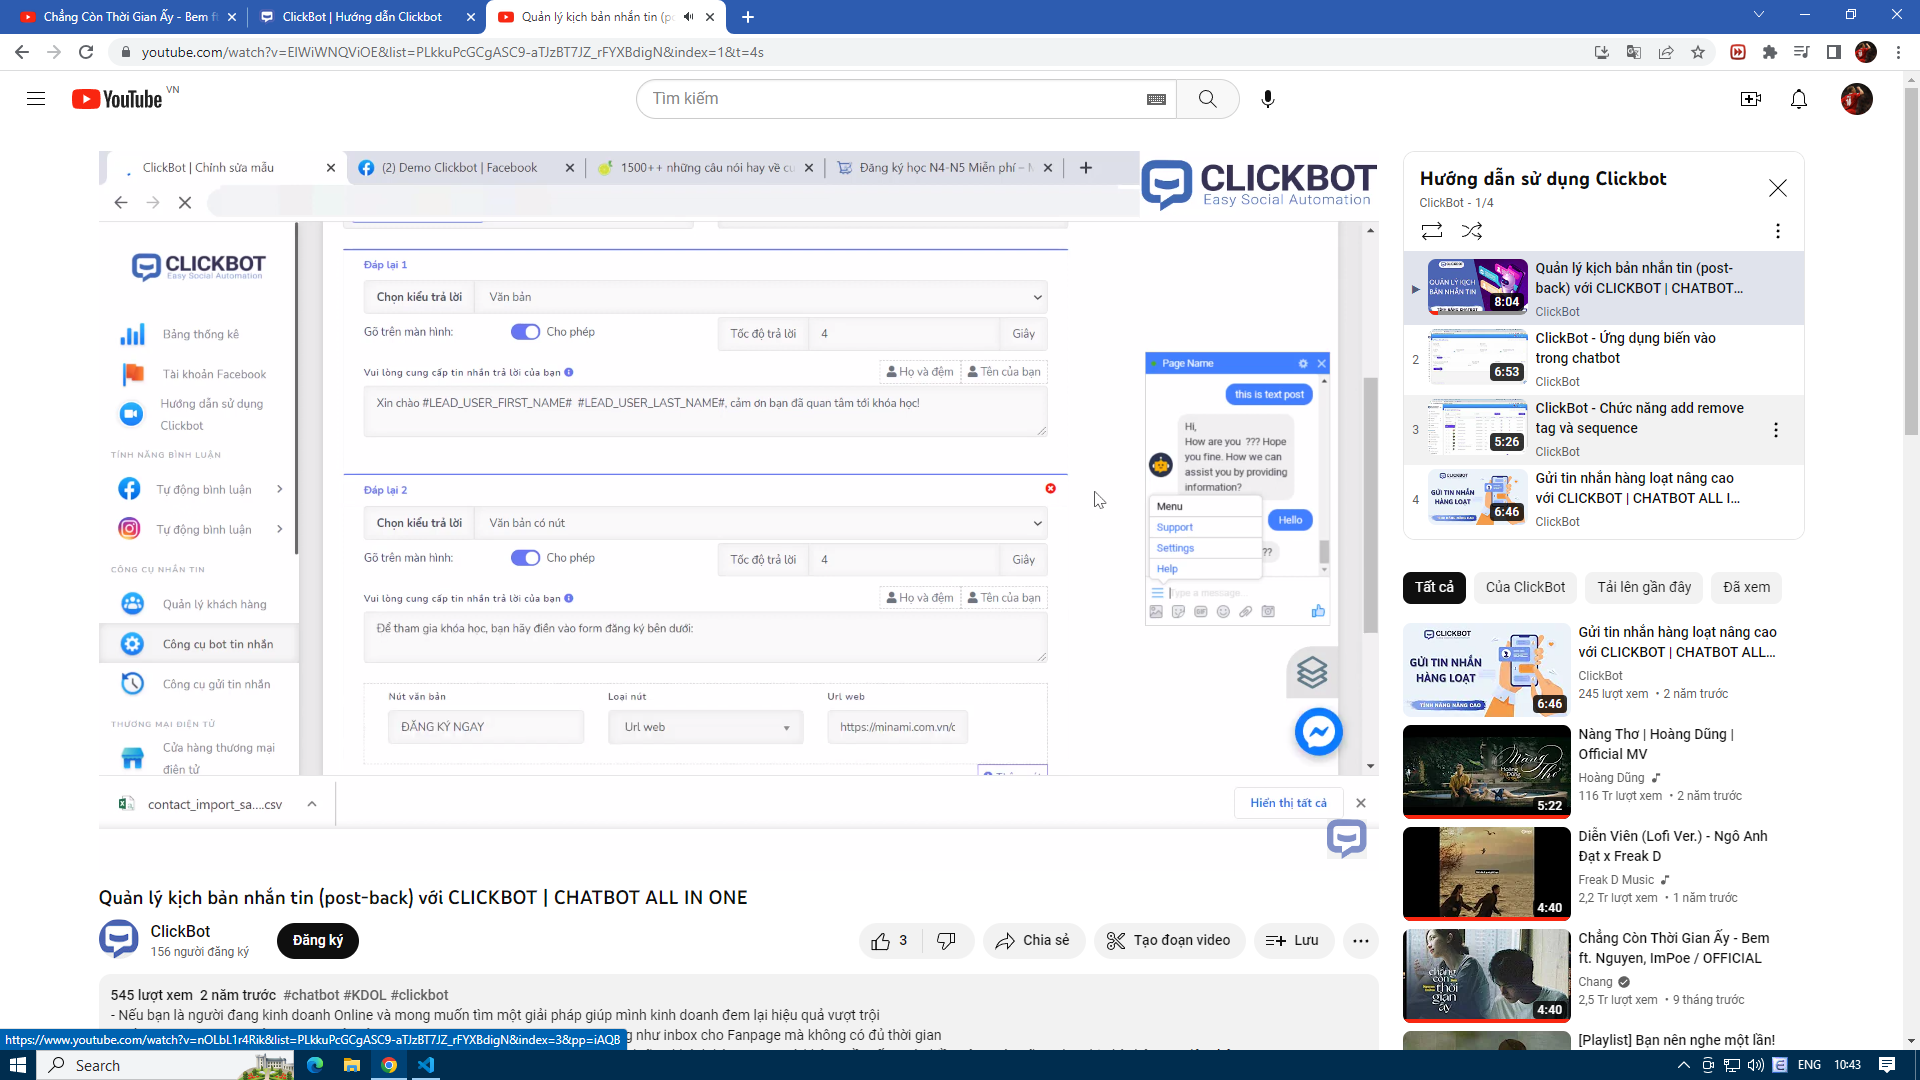 Chẳng Còn Thời Gian Ấy - Bem f
ClickBot | Hướng dẫn Clickbot
Quản lý kịch bản nhắn tin (po
youtube.com/watch?v=ElWiWNQViOE&list=PLkkuPcGCgASC9-aTJzBT7JZ_rFYXBdigN&index=1&t=4s
YouTube VN
Tìm kiếm
ClickBot | Chỉnh sửa mẫu
(2) Demo Clickbot | Facebook
1500++ những câu nói hay về cu
Đăng ký học N4-N5 Miễn phí –
CLICKBOT
Easy Social Automation
CLICKBOT
Easy Social Automation
Bảng thống kê
Tài khoản Facebook
Hướng dẫn sử dụng
Clickbot
TÍNH NĂNG BÌNH LUẬN
Tự động bình luận
Tự động bình luận
CÔNG CỤ NHẮN TIN
Quản lý khách hàng
Công cụ bot tin nhắn
Công cụ gửi tin nhắn
THƯƠNG MẠI ĐIỆN TỬ
Cửa hàng thương mại
điện tử
Đáp lại 1
Chọn kiểu trả lời Văn bản
Gõ trên màn hình: Cho phép Tốc độ trả lời 4 Giây
Vui lòng cung cấp tin nhắn trả lời của bạn Họ và đệm Tên của bạn
Xin chào #LEAD_USER_FIRST_NAME# #LEAD_USER_LAST_NAME#, cảm ơn bạn đã quan tâm tới khóa học!
Đáp lại 2
Chọn kiểu trả lời Văn bản có nút
Gõ trên màn hình: Cho phép Tốc độ trả lời 4 Giây
Vui lòng cung cấp tin nhắn trả lời của bạn Họ và đệm Tên của bạn
Để tham gia khóa học, bạn hãy điền vào form đăng ký bên dưới:
Nút văn bản Loại nút Url web
ĐĂNG KÝ NGAY Url web https://minami.com.vn/c
Page Name
this is text post
Hi,
How are you ??? Hope
you fine. How we can
assist you by providing
information?
Menu
Support
Settings
Help
Hello
??
Type a message...
contact_import_sa....csv
Hiển thị tất cả
Quản lý kịch bản nhắn tin (post-back) với CLICKBOT | CHATBOT ALL IN ONE
ClickBot
156 người đăng ký
Đăng ký
3
Chia sẻ
Tạo đoạn video
Lưu
545 lượt xem 2 năm trước #chatbot #KDOL #clickbot
- Nếu bạn là người đang kinh doanh Online và mong muốn tìm một giải pháp giúp mình kinh doanh đem lại hiệu quả vượt trội
g như inbox cho Fanpage mà không có đủ thời gian
https://www.youtube.com/watch?v=nOLbL1r4Rik&list=PLkkuPcGCgASC9-aTJzBT7JZ_rFYXBdigN&index=3&pp=iAQB
Hướng dẫn sử dụng Clickbot
ClickBot - 1/4
QUẢN LÝ KỊCH
BẢN NHẮN TIN
8:04
Quản lý kịch bản nhắn tin (post-
back) với CLICKBOT | CHATBOT...
ClickBot
2
6:53
ClickBot - Ứng dụng biến vào
trong chatbot
ClickBot
3
5:26
ClickBot - Chức năng add remove
tag và sequence
ClickBot
4
GỬI TIN NHẮN
HÀNG LOẠT
6:46
Gửi tin nhắn hàng loạt nâng cao
với CLICKBOT | CHATBOT ALL I...
ClickBot
Tất cả
Của ClickBot
Tải lên gần đây
Đã xem
CLICKBOT
GỬI TIN NHẮN
HÀNG LOẠT
TÍNH NĂNG NÂNG CAO
6:46
Gửi tin nhắn hàng loạt nâng cao
với CLICKBOT | CHATBOT ALL...
ClickBot
245 lượt xem • 2 năm trước
Nàng Thơ
5:22
Nàng Thơ | Hoàng Dũng |
Official MV
Hoàng Dũng
116 Tr lượt xem • 2 năm trước
4:40
Diễn Viên (Lofi Ver.) - Ngô Anh
Đạt x Freak D
Freak D Music
2,2 Tr lượt xem • 1 năm trước
chẳng còn
thời gian
ấy
4:40
Chẳng Còn Thời Gian Ấy - Bem
ft. Nguyen, ImPoe / OFFICIAL
Chang
2,5 Tr lượt xem • 9 tháng trước
[Playlist] Bạn nên nghe một lần!
Search
ENG
10:43